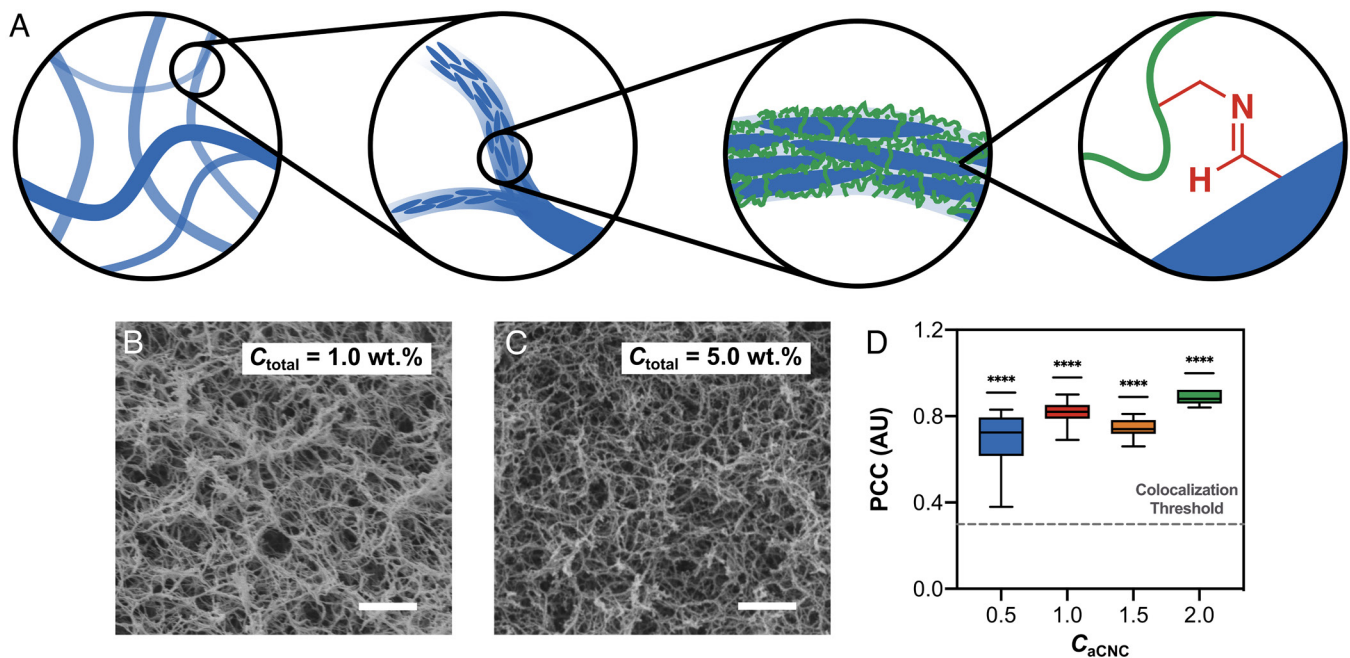 A
N
H
B
C_total = 1.0 wt.%
C
C_total = 5.0 wt.%
D
PCC (AU)
1.2
0.8
0.4
0.0
****
****
****
****
Colocalization
Threshold
0.5 1.0 1.5 2.0
C_aCNC